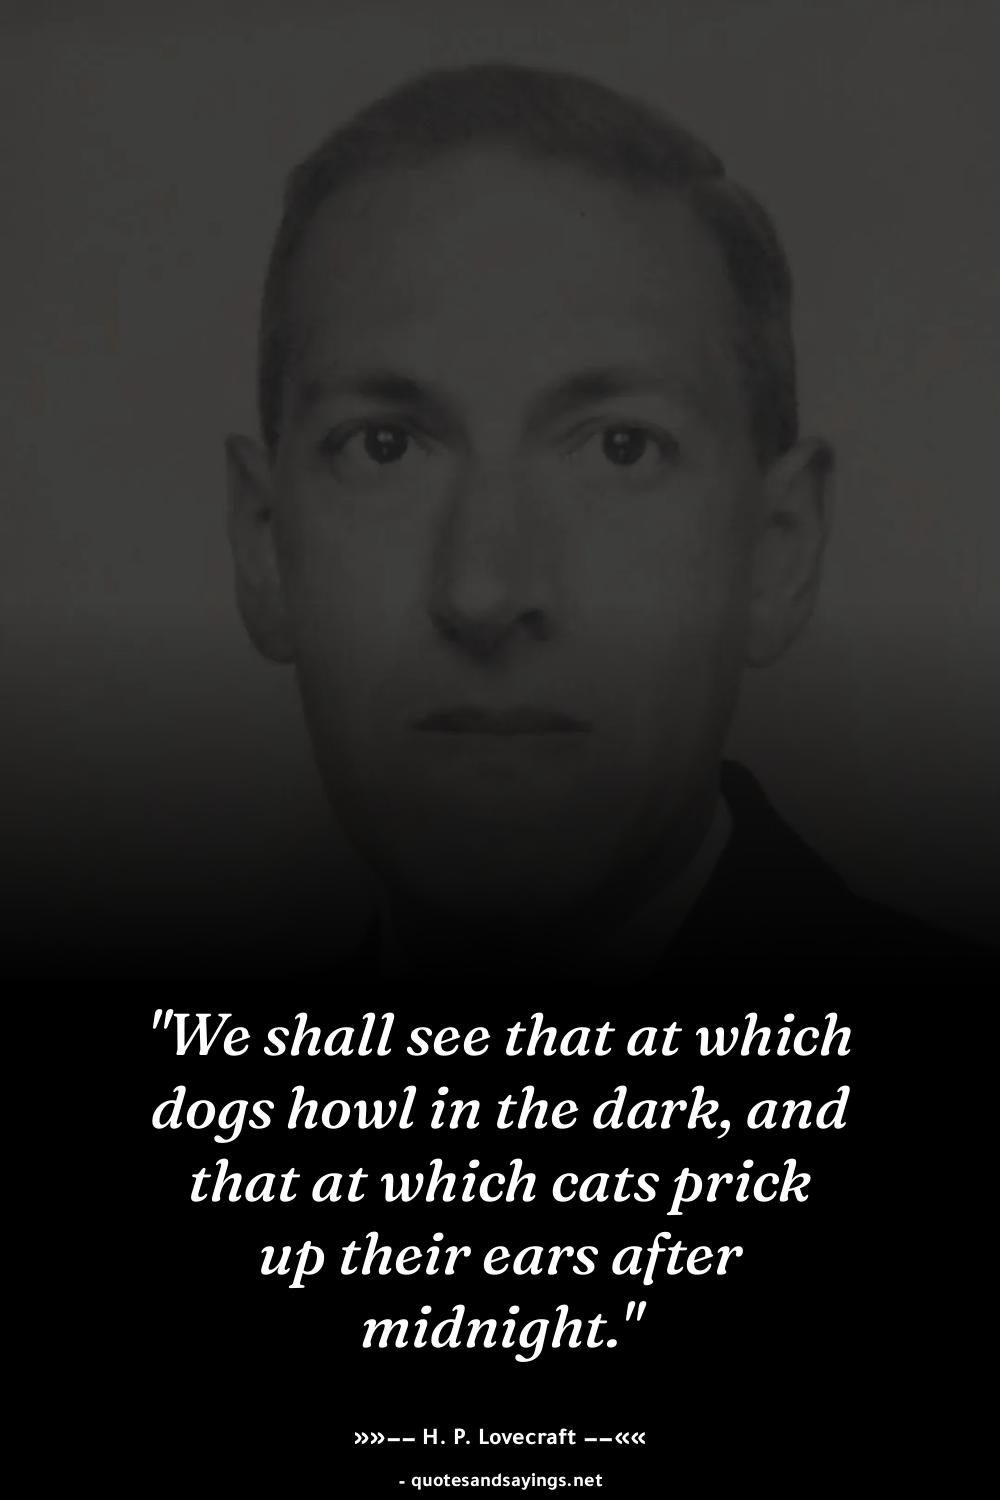 "We shall see that at which
dogs howl in the dark, and
that at which cats prick
up their ears after
midnight."
»»−− H. P. Lovecraft −−««
- quotesandsayings.net